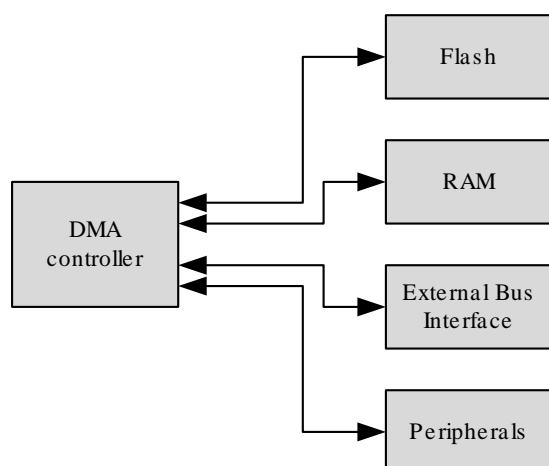 Flash
RAM
DMA
controller
External Bus
Interface
Peripherals